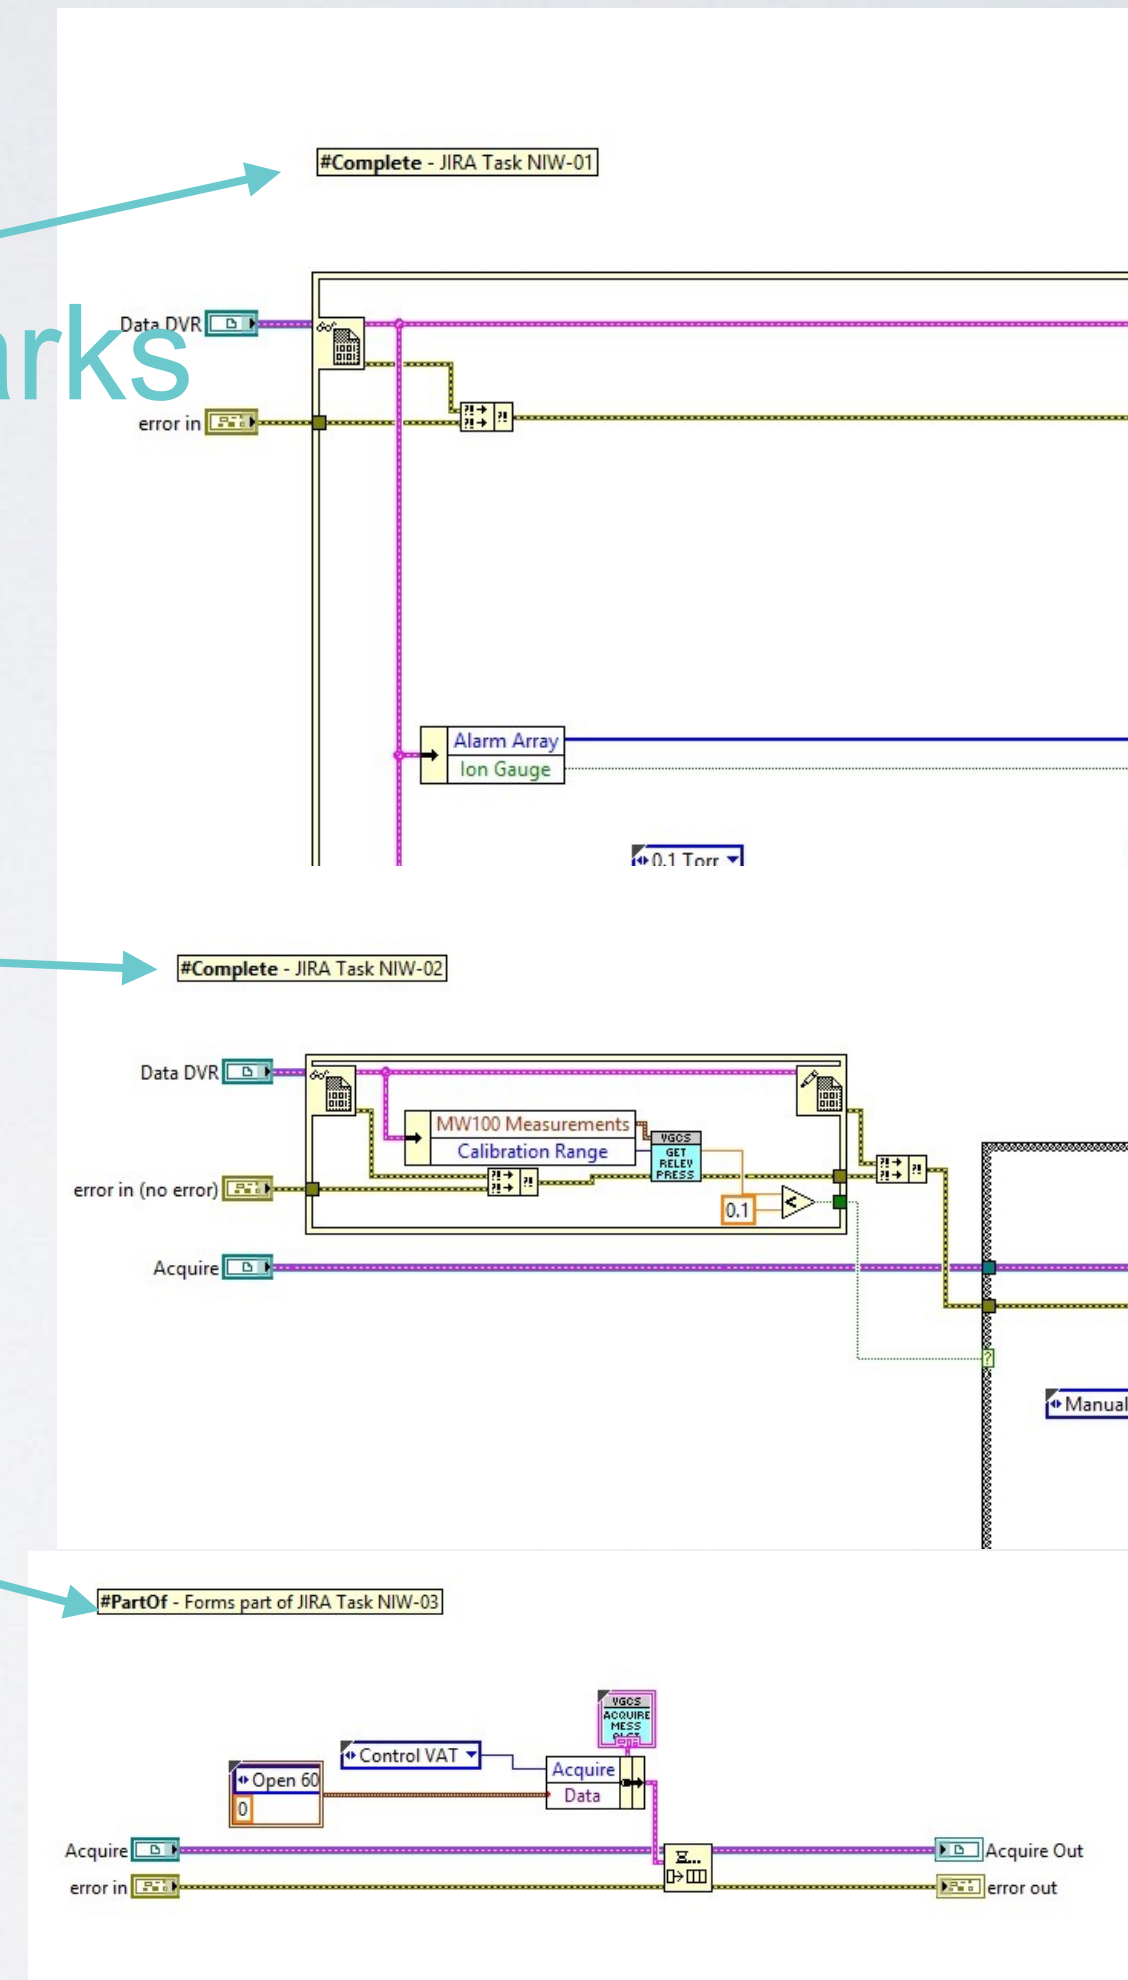 #Complete - JIRA Task NIW-01
Data DVR
arks
error in
Alarm Array
Ion Gauge
0.1 Torr
#Complete - JIRA Task NIW-02
Data DVR
MW100 Measurements
Calibration Range
VGCS
GET
RELEV
PRESS
error in (no error)
0.1
Acquire
?
Manual
#PartOf - Forms part of JIRA Task NIW-03
VGCS
ACQUIRE
MESS
Control VAT
Open 60
0
Acquire
Data
Acquire
Acquire Out
error in
error out